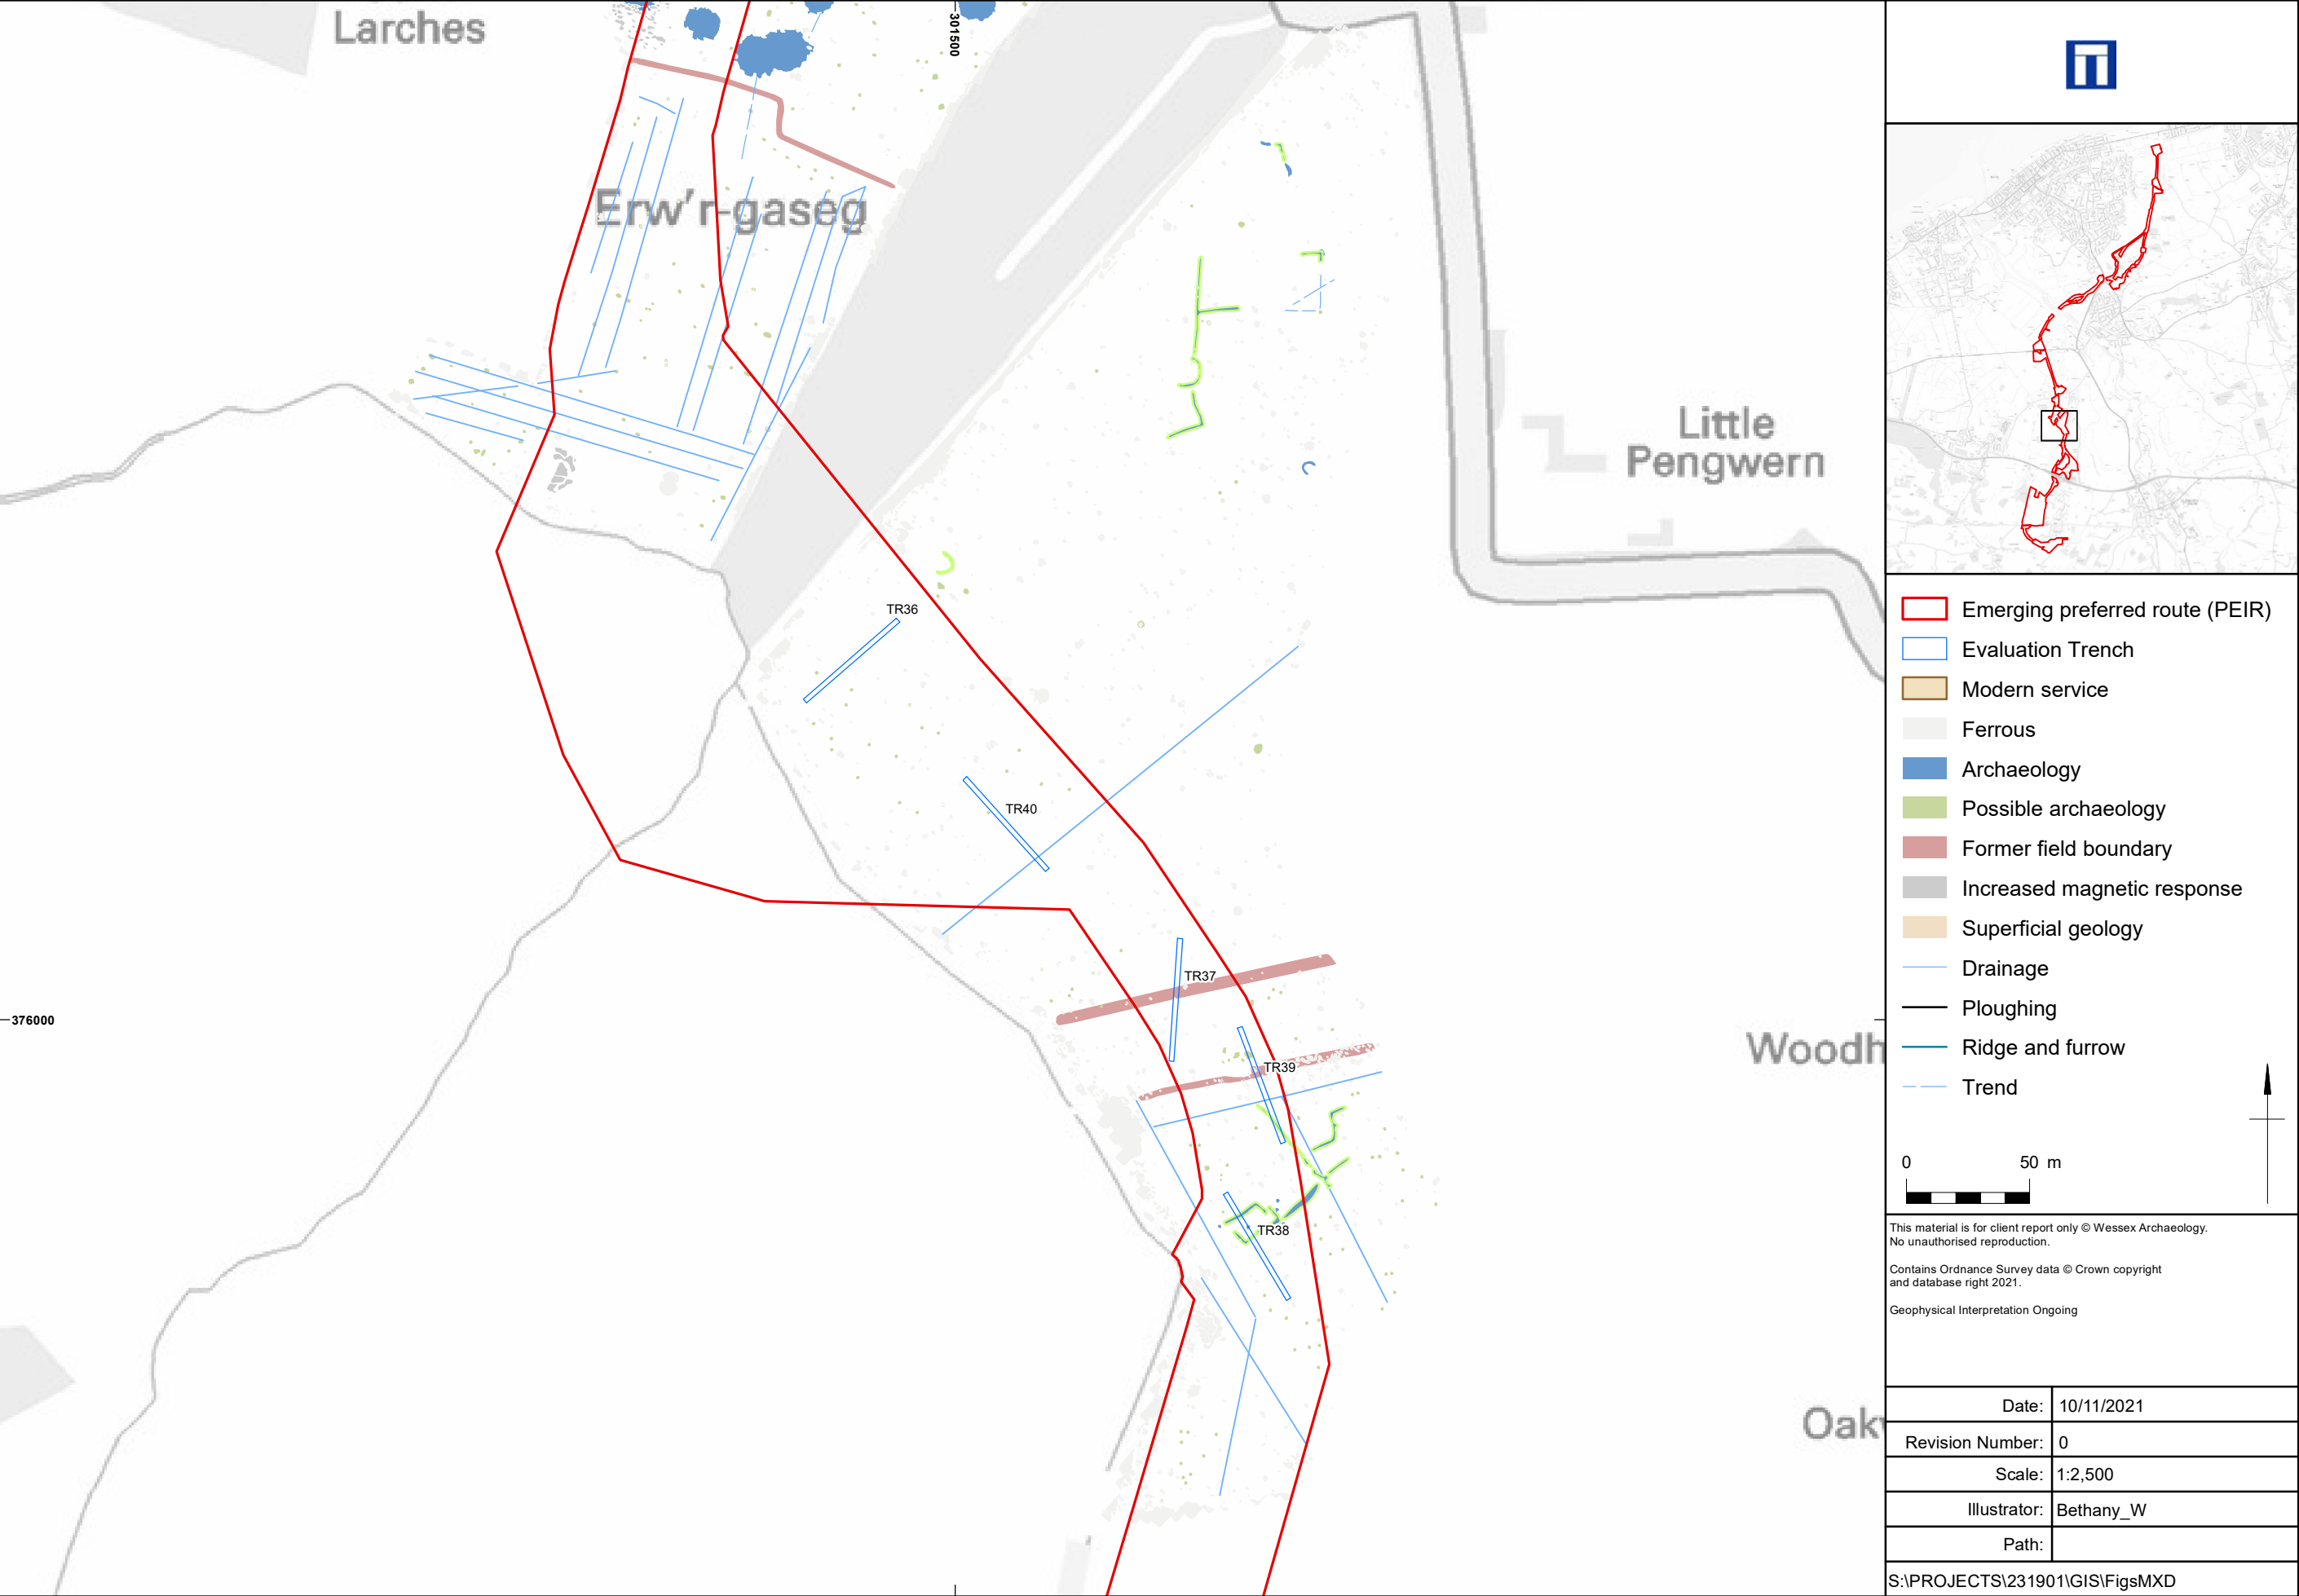 Larches
301500
Erw'r-gaseg
Little
Pengwern
TR36
TR40
TR37
376000
TR39
Woodh
TR38
Oak
Emerging preferred route (PEIR)
Evaluation Trench
Modern service
Ferrous
Archaeology
Possible archaeology
Former field boundary
Increased magnetic response
Superficial geology
Drainage
Ploughing
Ridge and furrow
Trend
0 50 m
This material is for client report only © Wessex Archaeology.
No unauthorised reproduction.
Contains Ordnance Survey data © Crown copyright
and database right 2021.
Geophysical Interpretation Ongoing
Date: 10/11/2021
Revision Number: 0
Scale: 1:2,500
Illustrator: Bethany_W
Path:
S:\PROJECTS\231901\GIS\FigsMXD